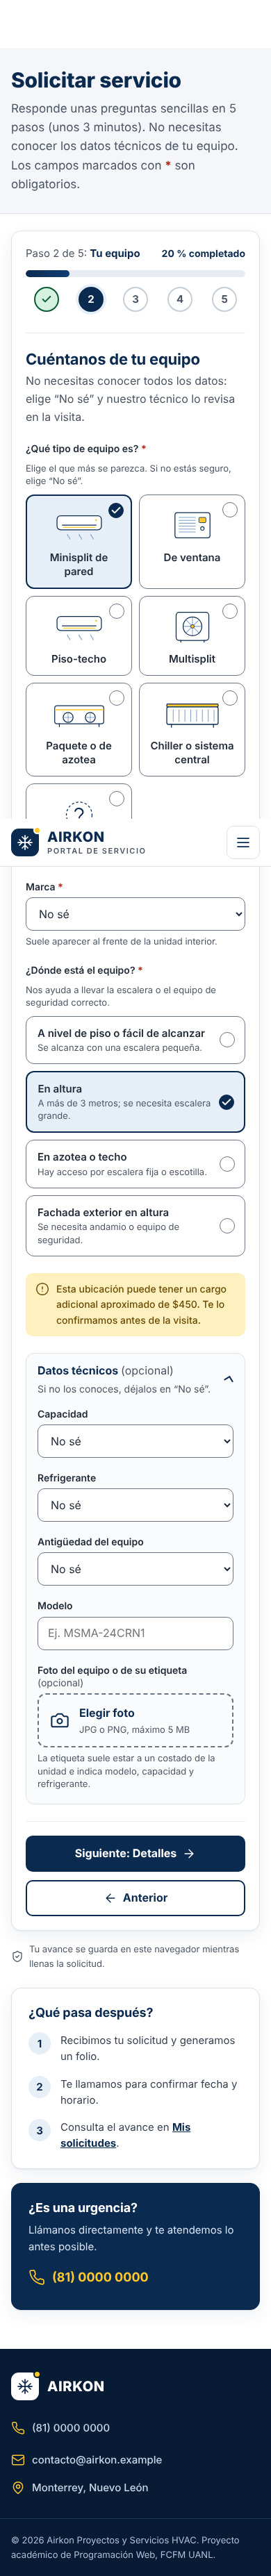 Solicitar servicio
Responde unas preguntas sencillas en 5
pasos (unos 3 minutos). No necesitas
conocer los datos técnicos de tu equipo.
Los campos marcados con * son
obligatorios.
Paso 2 de 5: Tu equipo 20 % completado
2 3 4 5
Cuéntanos de tu equipo
No necesitas conocer todos los datos:
elige “No sé” y nuestro técnico lo revisa
en la visita.
¿Qué tipo de equipo es? *
Elige el que más se parezca. Si no estás seguro,
elige “No sé”.
Minisplit de
pared
De ventana
Piso-techo
Multisplit
Paquete o de
azotea
Chiller o sistema
central
?
AIRKON
PORTAL DE SERVICIO
Marca *
No sé
Suele aparecer al frente de la unidad interior.
¿Dónde está el equipo? *
Nos ayuda a llevar la escalera o el equipo de
seguridad correcto.
A nivel de piso o fácil de alcanzar
Se alcanza con una escalera pequeña.
En altura
A más de 3 metros; se necesita escalera
grande.
En azotea o techo
Hay acceso por escalera fija o escotilla.
Fachada exterior en altura
Se necesita andamio o equipo de
seguridad.
Esta ubicación puede tener un cargo
adicional aproximado de $450. Te lo
confirmamos antes de la visita.
Datos técnicos (opcional)
Si no los conoces, déjalos en “No sé”.
Capacidad
No sé
Refrigerante
No sé
Antigüedad del equipo
No sé
Modelo
Ej. MSMA-24CRN1
Foto del equipo o de su etiqueta
(opcional)
Elegir foto
JPG o PNG, máximo 5 MB
La etiqueta suele estar a un costado de la
unidad e indica modelo, capacidad y
refrigerante.
Siguiente: Detalles →
← Anterior
Tu avance se guarda en este navegador mientras
llenas la solicitud.
¿Qué pasa después?
1 Recibimos tu solicitud y generamos
un folio.
2 Te llamamos para confirmar fecha y
horario.
3 Consulta el avance en Mis
solicitudes.
¿Es una urgencia?
Llámanos directamente y te atendemos lo
antes posible.
(81) 0000 0000
AIRKON
(81) 0000 0000
contacto@airkon.example
Monterrey, Nuevo León
© 2026 Airkon Proyectos y Servicios HVAC. Proyecto
académico de Programación Web, FCFM UANL.